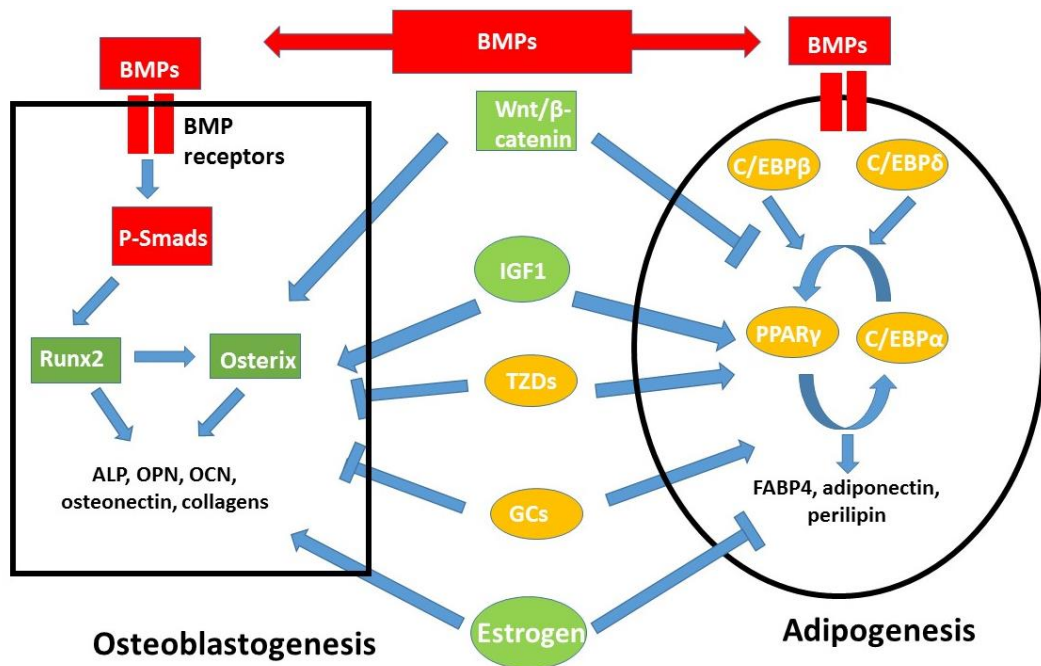 BMPs
BMPs
BMPs
BMP
receptors
Wnt/β-
catenin
C/EBPβ
C/EBPδ
P-Smads
IGF1
Runx2
Osterix
PPARγ
C/EBPα
TZDs
ALP, OPN, OCN,
osteonectin, collagens
GCs
FABP4, adiponectin,
perilipin
Estrogen
Osteoblastogenesis
Adipogenesis